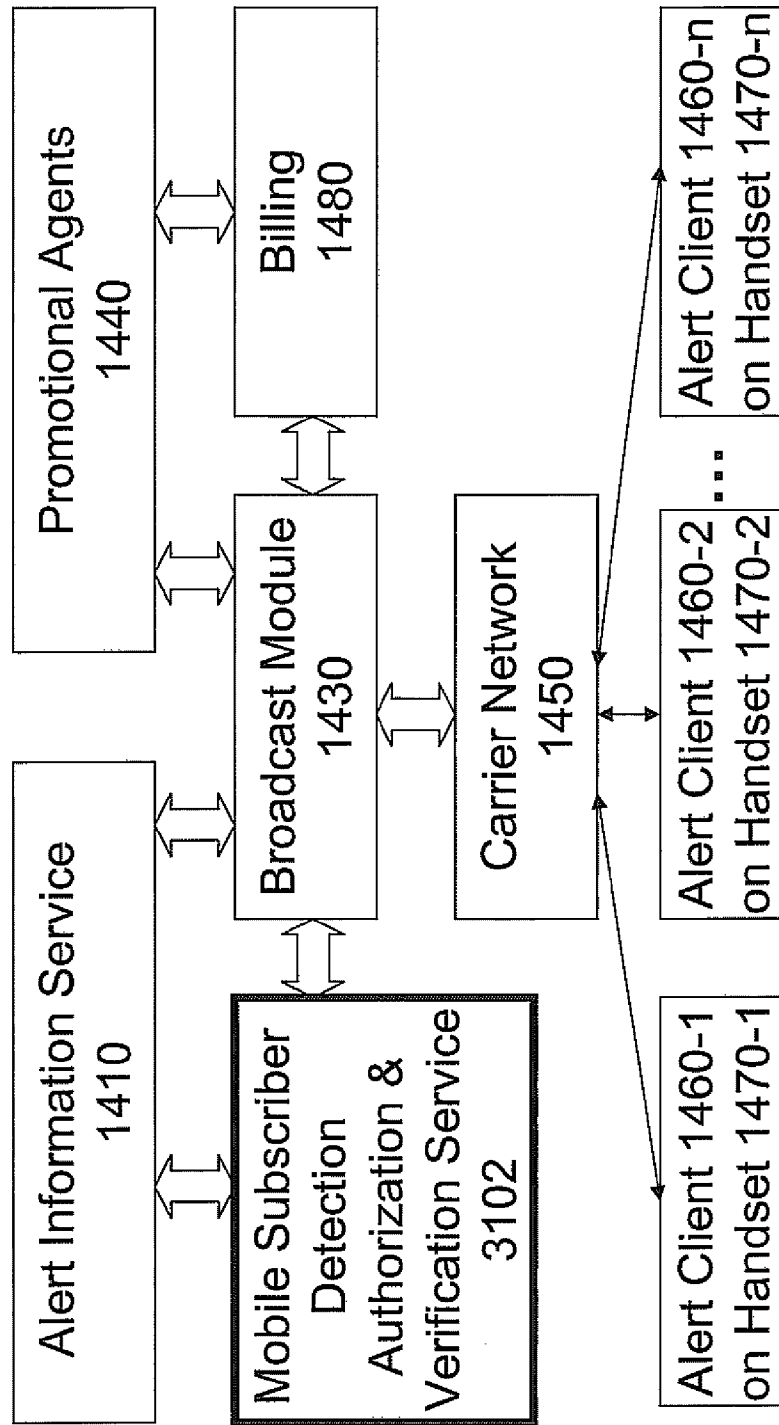 Alert Information Service
1410
Promotional Agents
1440
Mobile Subscriber
Detection
Authorization &
Verification Service
3102
Broadcast Module
1430
Billing
1480
Carrier Network
1450
Alert Client 1460-1
on Handset 1470-1
Alert Client 1460-2
on Handset 1470-2
...
Alert Client 1460-n
on Handset 1470-n